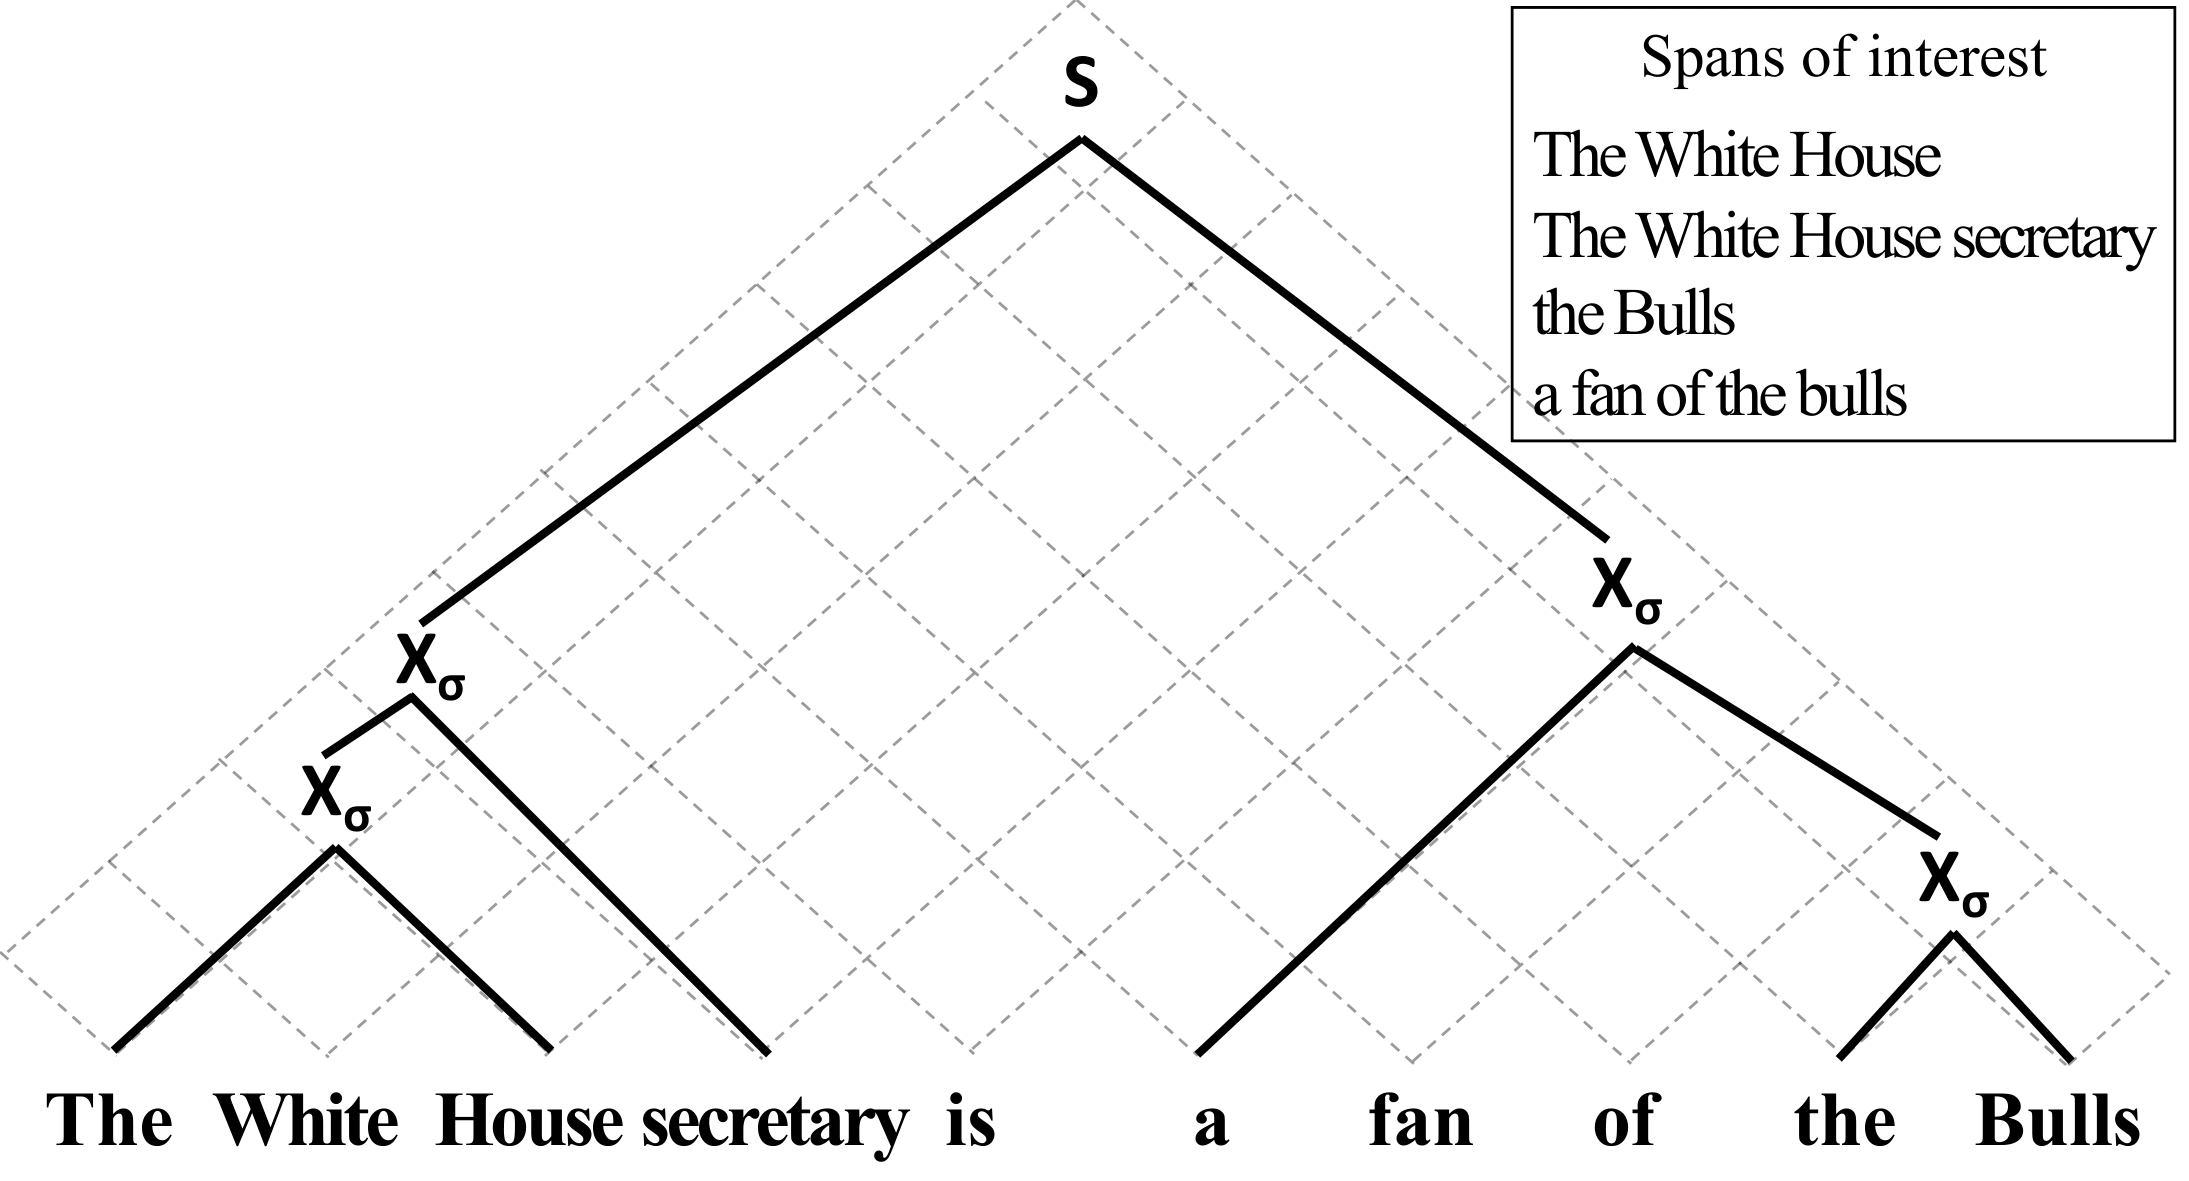 S
Spans of interest
The White House
The White House secretary
the Bulls
a fan of the bulls
Xσ
Xσ
Xσ
Xσ
The White House secretary is a fan of the Bulls